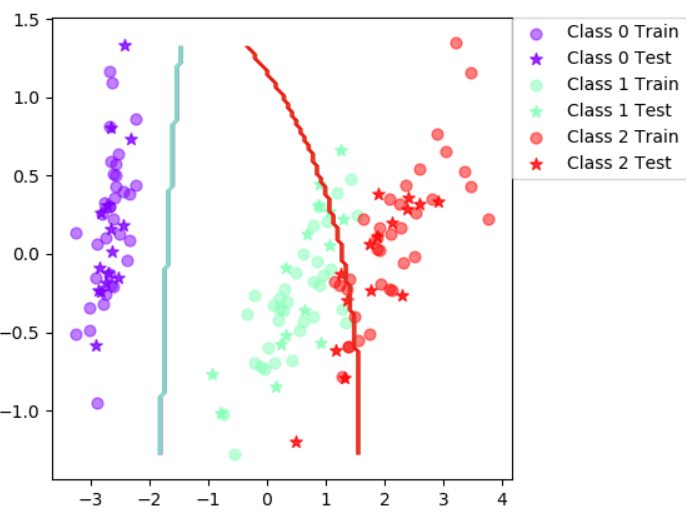 1.5
1.0
0.5
0.0
−0.5
−1.0
−3 −2 −1 0 1 2 3 4
Class 0 Train
Class 0 Test
Class 1 Train
Class 1 Test
Class 2 Train
Class 2 Test